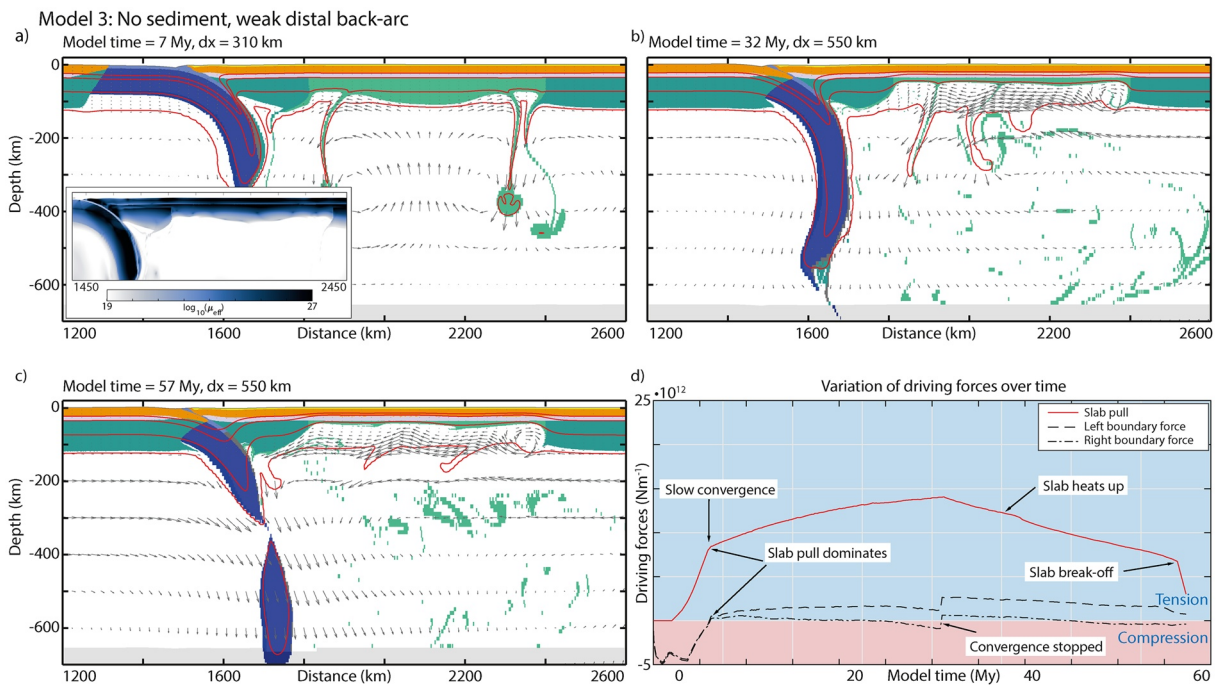 Model 3: No sediment, weak distal back-arc
a)
Model time = 7 My, dx = 310 km
0
-200
-400
-600
Depth (km)
1450
2450
19
log10(μeff)
27
1200
1600
Distance (km)
2200
2600
b)
Model time = 32 My, dx = 550 km
0
-200
-400
-600
1200
1600
Distance (km)
2200
2600
c)
Model time = 57 My, dx = 550 km
0
-200
-400
-600
Depth (km)
1200
1600
Distance (km)
2200
2600
d)
Variation of driving forces over time
25
•10¹²
Slab pull
Left boundary force
Right boundary force
Slow convergence
Slab heats up
Slab pull dominates
Slab break-off
Tension
Compression
Convergence stopped
Driving forces (Nm⁻¹)
-5
0
20
Model time (My)
40
60